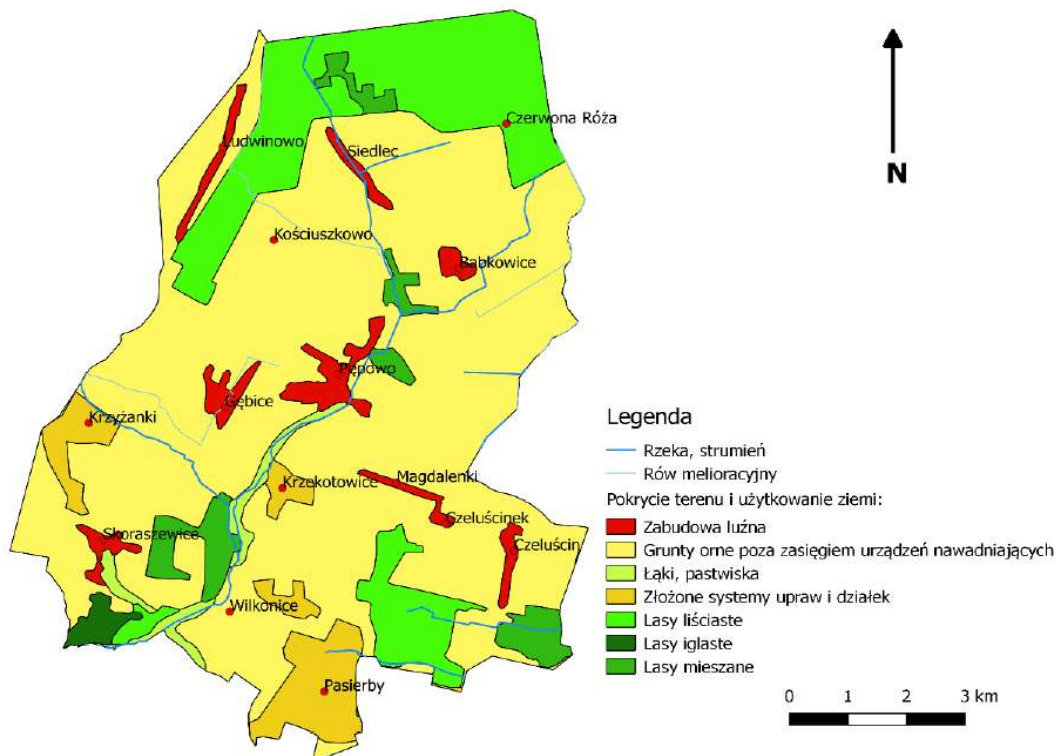 Czerwona Róża
Ludwinowo
Siedlec
Kościuszkowo
Babkowice
Pępowo
Gębice
Krzyżanki
Magdalenki
Krzekotowice
Czeluścinek
Skoraszewice
Czeluścin
Wilkonice
Pasierby
N
Legenda
Rzeka, strumień
Rów melioracyjny
Pokrycie terenu i użytkowanie ziemi:
Zabudowa luźna
Grunty orne poza zasięgiem urządzeń nawadniających
Łąki, pastwiska
Złożone systemy upraw i działek
Lasy liściaste
Lasy iglaste
Lasy mieszane
0 1 2 3 km